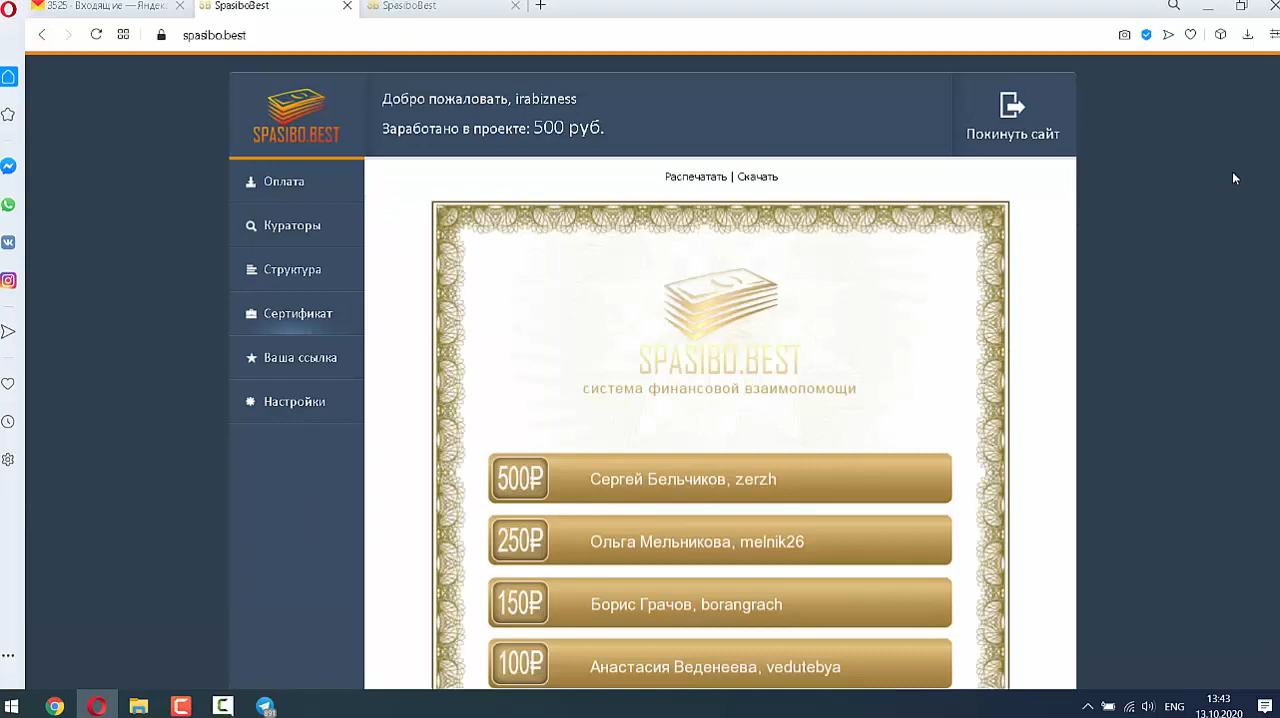 3525 - Входящие — Яндек
SpasiboBest
SpasiboBest
spasibo.best
SPASIBO.BEST
Добро пожаловать, irabizness
Заработано в проекте: 500 руб.
Покинуть сайт
Оплата
Кураторы
Структура
Сертификат
Ваша ссылка
Настройки
Распечатать | Скачать
SPASIBO.BEST
система финансовой взаимопомощи
500₽ Сергей Бельчиков, zerzh
250₽ Ольга Мельникова, melnik26
150₽ Борис Грачов, borangrach
100₽ Анастасия Веденеева, vedutebya
891
ENG
13:43
13.10.2020